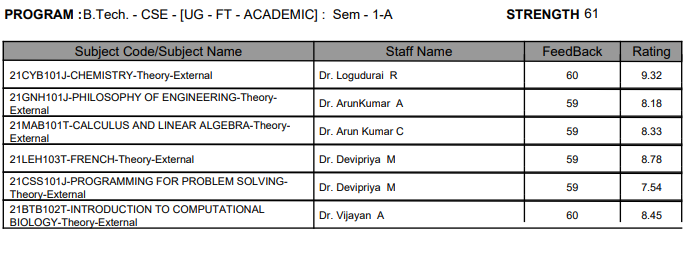 PROGRAM :B.Tech. - CSE - [UG - FT - ACADEMIC] : Sem - 1-A STRENGTH 61
Subject Code/Subject Name Staff Name FeedBack Rating
21CYB101J-CHEMISTRY-Theory-External Dr. Logudurai R 60 9.32
21GNH101J-PHILOSOPHY OF ENGINEERING-Theory-
External Dr. ArunKumar A 59 8.18
21MAB101T-CALCULUS AND LINEAR ALGEBRA-Theory-
External Dr. Arun Kumar C 59 8.33
21LEH103T-FRENCH-Theory-External Dr. Devipriya M 59 8.78
21CSS101J-PROGRAMMING FOR PROBLEM SOLVING-
Theory-External Dr. Devipriya M 59 7.54
21BTB102T-INTRODUCTION TO COMPUTATIONAL
BIOLOGY-Theory-External Dr. Vijayan A 60 8.45